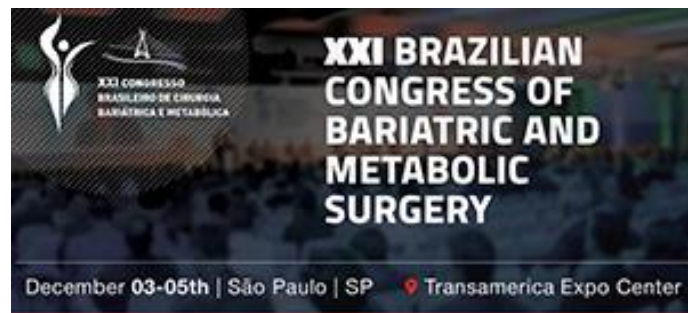 XXI CONGRESSO
BRASILEIRO DE CIRURGIA
BARIÁTRICA E METABÓLICA
XXI BRAZILIAN
CONGRESS OF
BARIATRIC AND
METABOLIC
SURGERY
December 03-05th | São Paulo | SP
Transamerica Expo Center